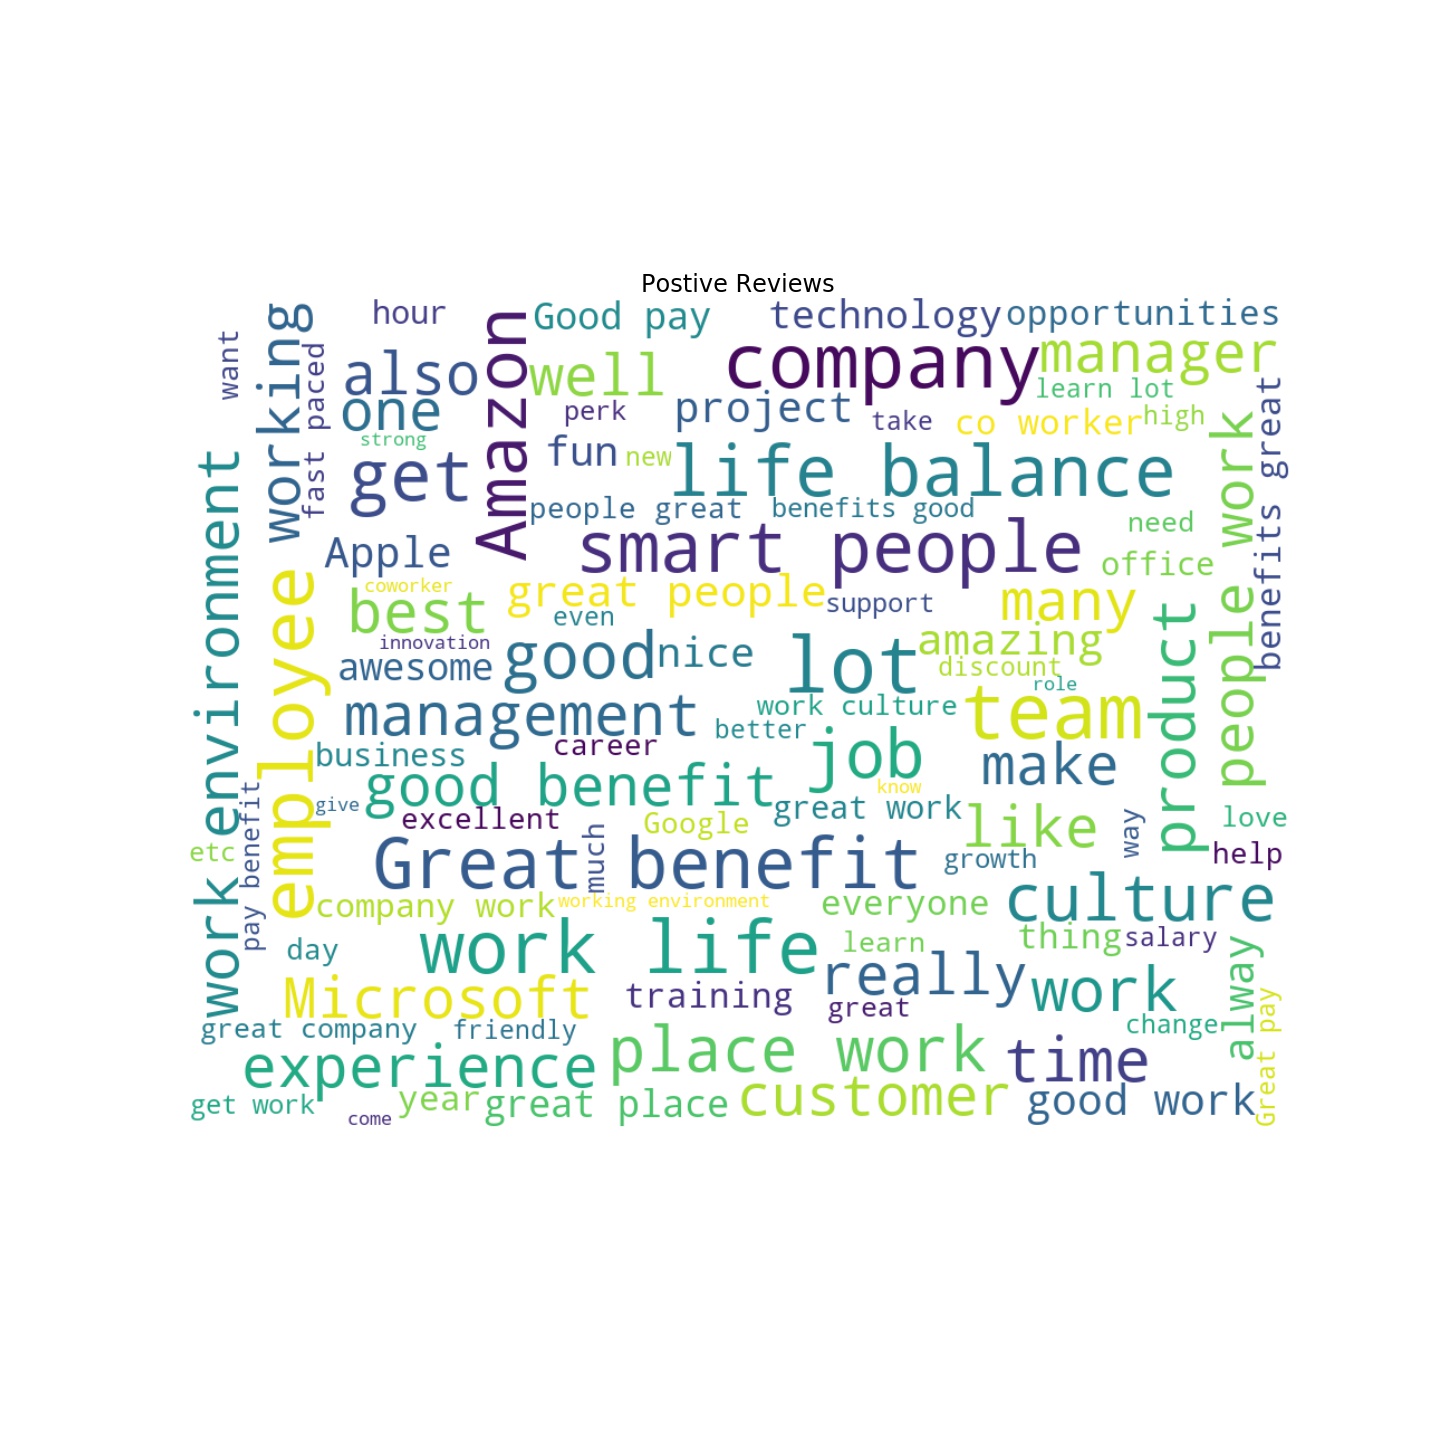 Postive Reviews
want
working
hour
Amazon
Good pay
technology
opportunities
fast paced
also
well
company
manager
learn lot
one
perk
project
take
co worker
high
benefits great
strong
fun
new
life balance
people work
get
people great
benefits good
work environment
Apple
smart people
need
office
employee
coworker
best
great people
support
many
even
innovation
awesome
good
nice
lot
amazing
discount
role
product
management
work culture
team
better
career
business
job
make
good benefit
know
give
great work
pay benefit
excellent
Google
like
way
love
etc
Great benefit
much
growth
help
company work
working environment
everyone
culture
day
work life
learn
thing
salary
Microsoft
training
really
work
great
alway
great company
friendly
change
Great pay
experience
place work
time
get work
come
year
great place
customer
good work